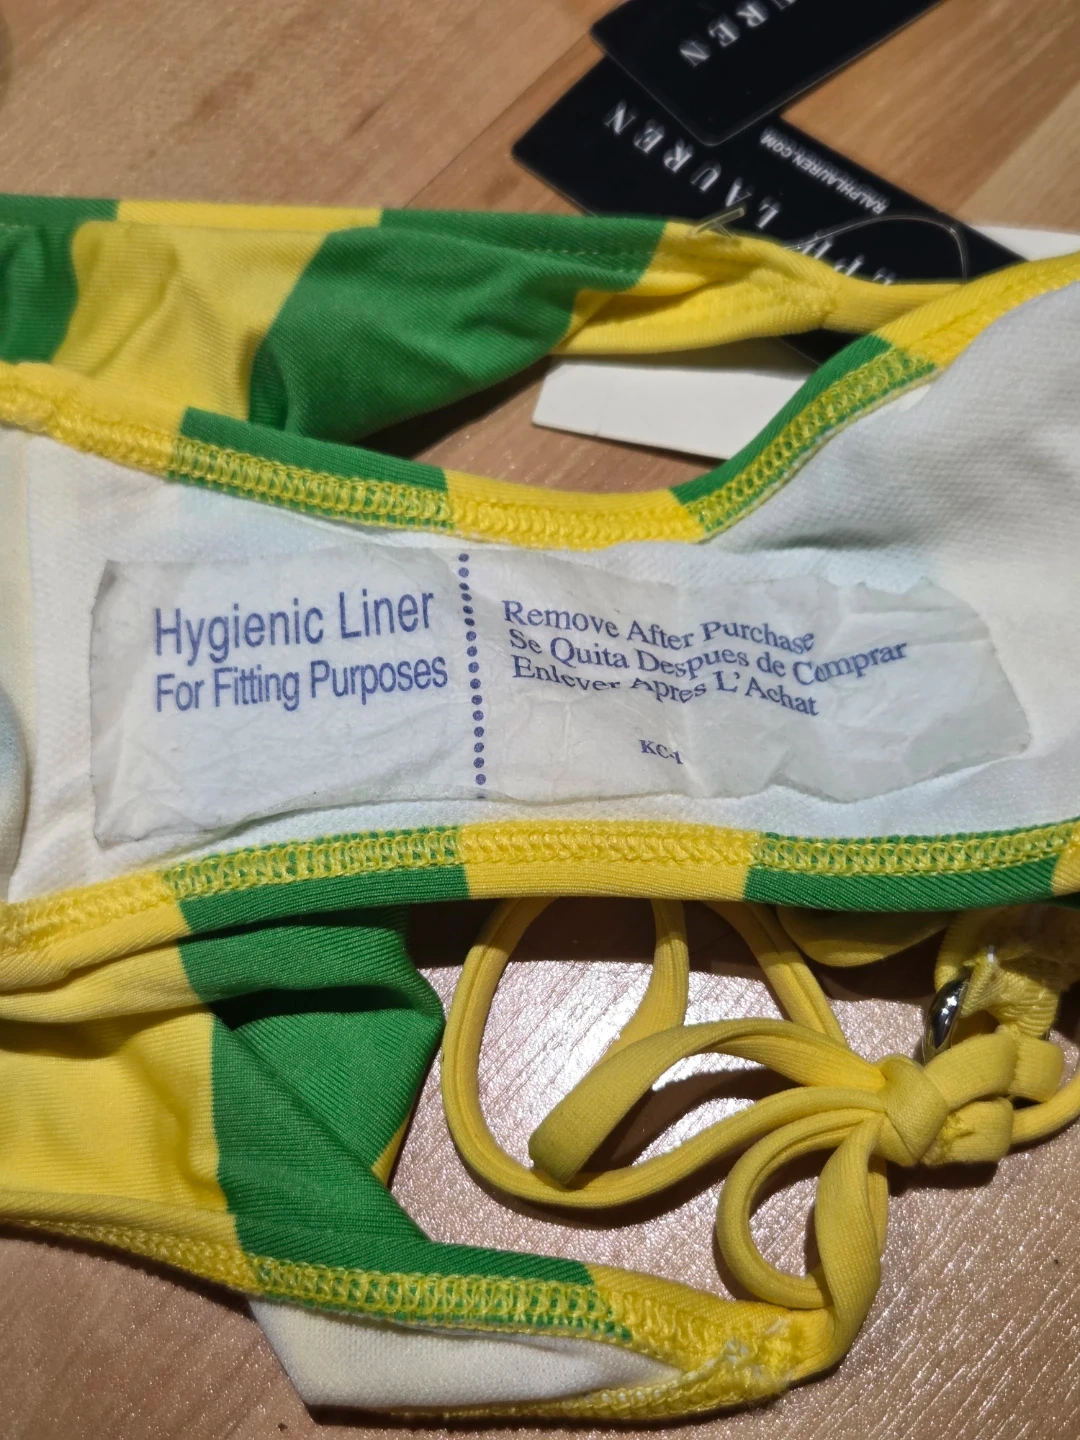 UREN
LAUREN
RALPHLAUREN.COM
Hygienic Liner
For Fitting Purposes
Remove After Purchase
Se Quita Despues de Comprar
Enlever Apres L'Achat
KC-1